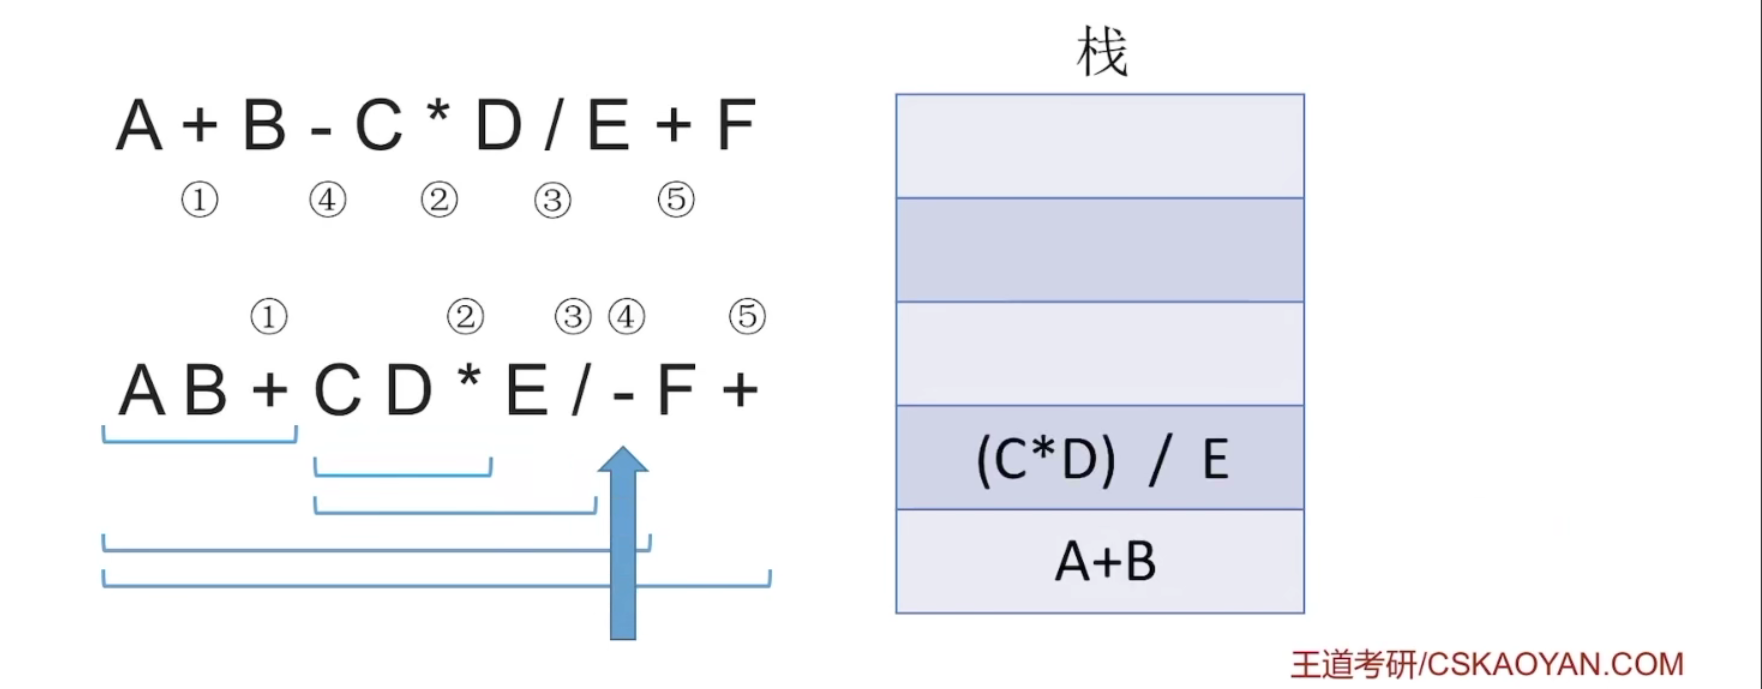 栈
A + B - C * D / E + F
① ④ ② ③ ⑤
① ② ③ ④ ⑤
A B + C D * E / - F +
(C*D) / E
A+B
王道考研/CSKAOYAN.COM